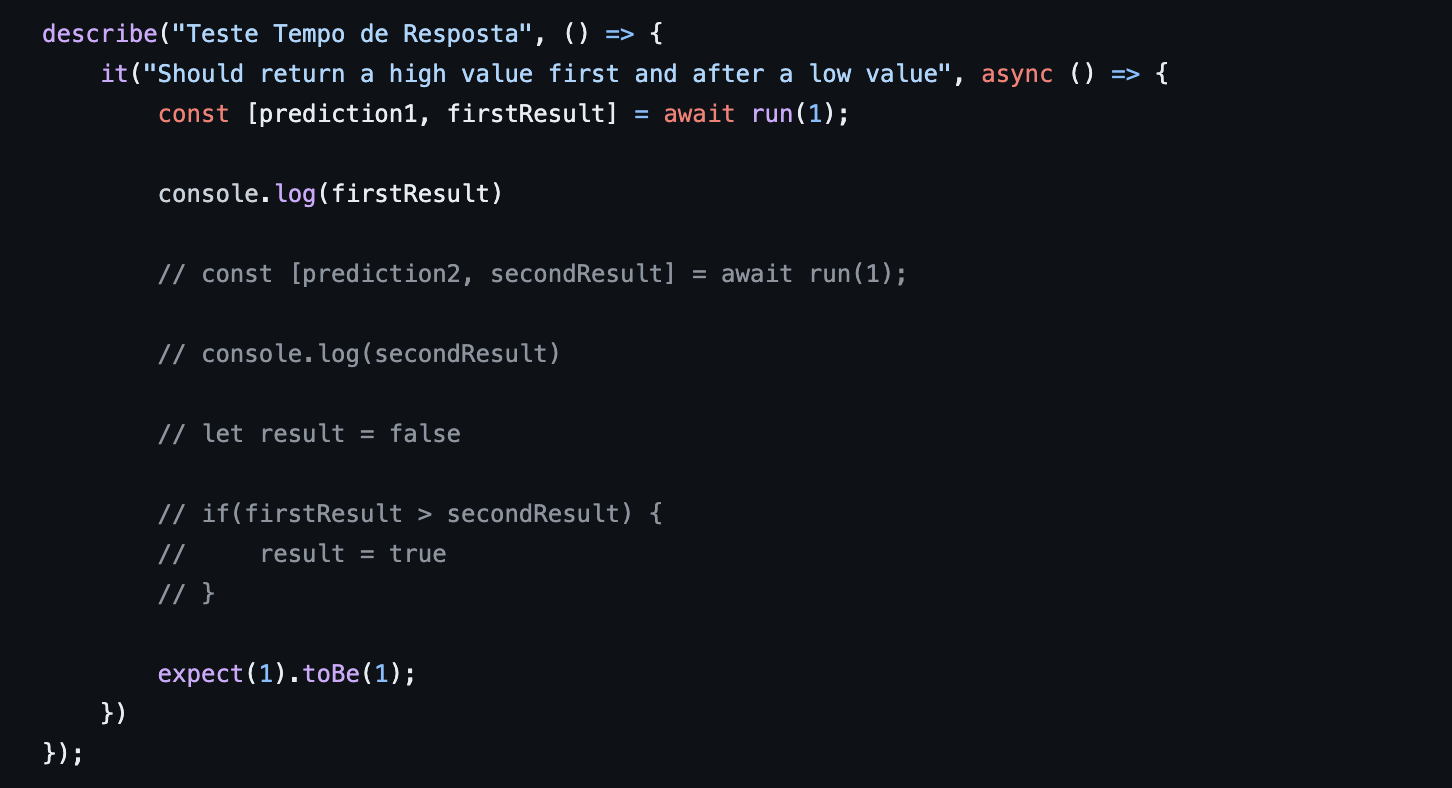 describe("Teste Tempo de Resposta", () => {
    it("Should return a high value first and after a low value", async () => {
        const [prediction1, firstResult] = await run(1);
        console.log(firstResult)
        // const [prediction2, secondResult] = await run(1);
        // console.log(secondResult)
        // let result = false
        // if(firstResult > secondResult) {
        //     result = true
        // }
        expect(1).toBe(1);
    })
});